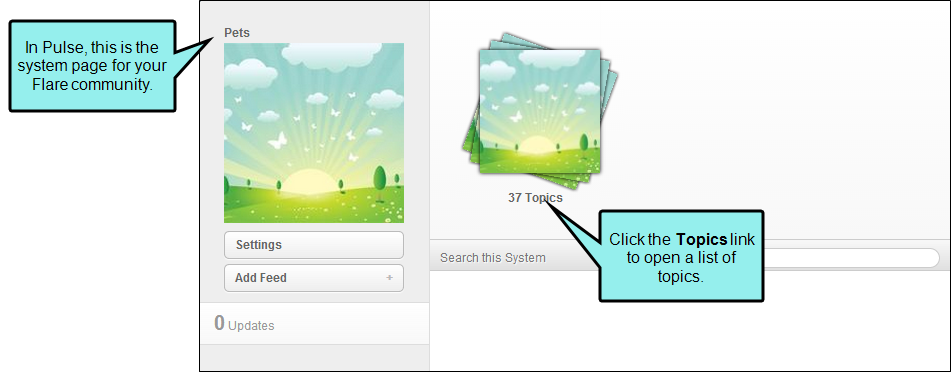 In Pulse, this is the
system page for your
Flare community.
Pets
Settings
Add Feed +
0 Updates
37 Topics
Click the Topics link
to open a list of
topics.
Search this System